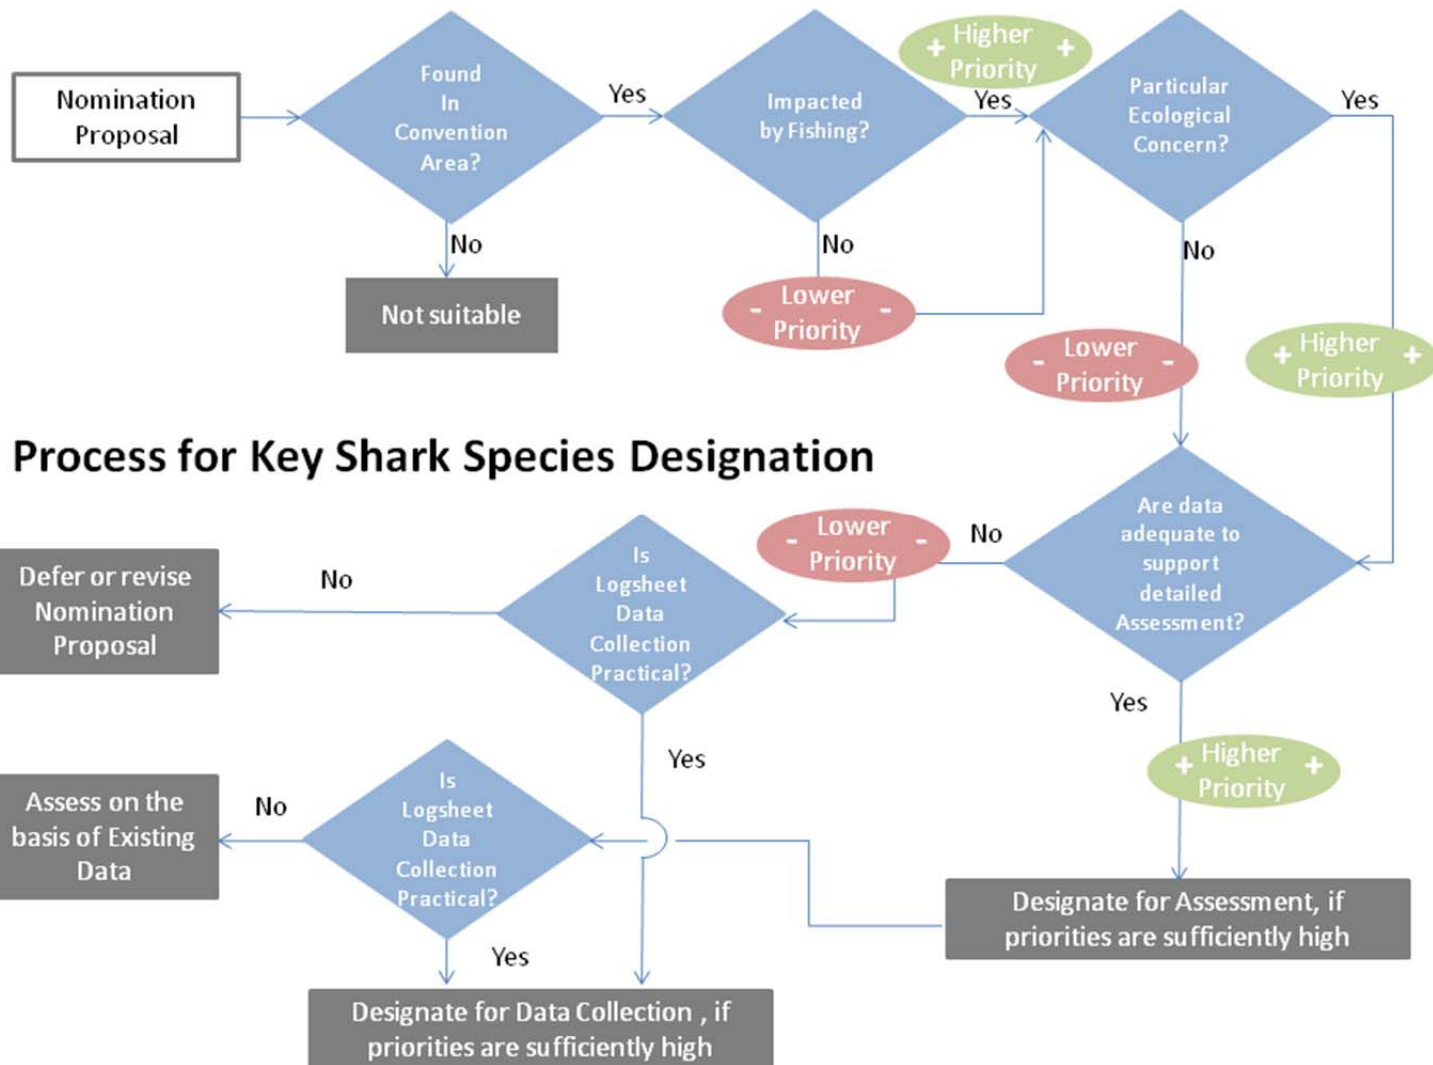 Nomination
Proposal
Found
In
Convention
Area?
Yes
No
Not suitable
Impacted
by Fishing?
+ Higher +
Priority
Yes
No
- Lower -
Priority
Particular
Ecological
Concern?
Yes
No
- Lower -
Priority
+ Higher +
Priority
Process for Key Shark Species Designation
Are data
adequate to
support
detailed
Assessment?
No
- Lower -
Priority
Is
Logsheet
Data
Collection
Practical?
No
Defer or revise
Nomination
Proposal
Yes
Yes
+ Higher +
Priority
Designate for Assessment, if
priorities are sufficiently high
Is
Logsheet
Data
Collection
Practical?
No
Assess on the
basis of Existing
Data
Yes
Designate for Data Collection , if
priorities are sufficiently high